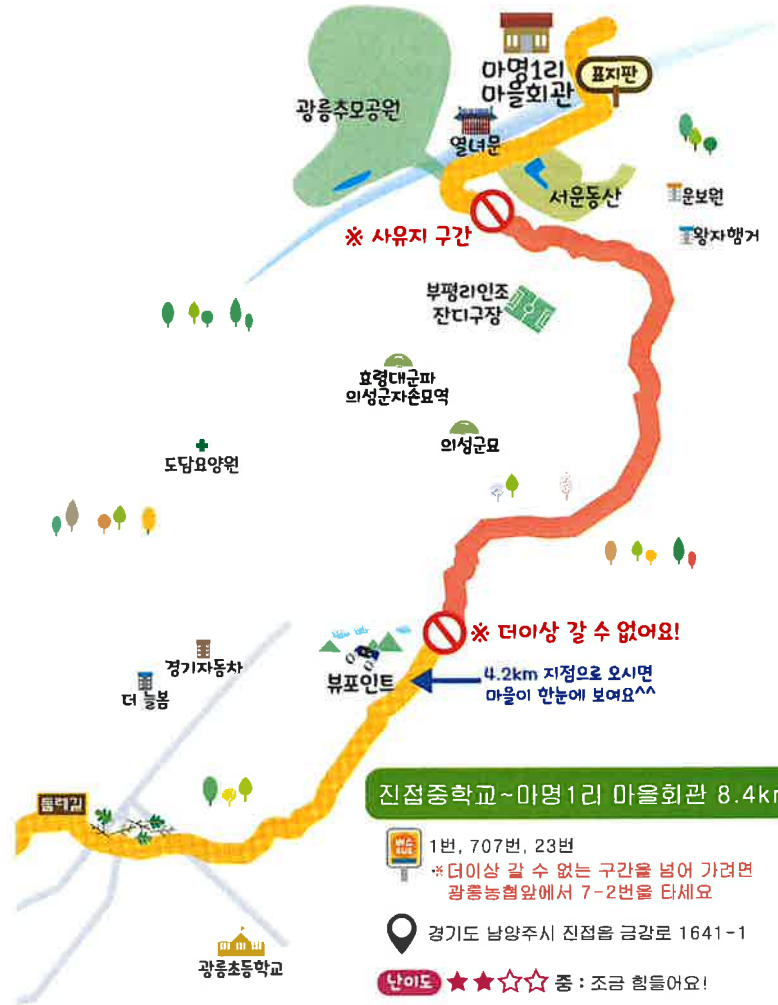 마명1리
마을회관
표지판
광릉추모공원
열녀문
서운동산
운보원
왕자행거
※ 사유지 구간
부평리인조
잔디구장
효령대군파
의성군자손묘역
의성군묘
도담요양원
※ 더이상 갈 수 없어요!
경기자동차
더 늘봄
뷰포인트
4.2km 지점으로 오시면
마을이 한눈에 보여요^^
둘레길
진접중학교~마명1리 마을회관 8.4km
버스
BUS
1번, 707번, 23번
※더이상 갈 수 없는 구간을 넘어 가려면
광릉농협앞에서 7-2번을 타세요
경기도 남양주시 진접읍 금강로 1641-1
광릉초등학교
난이도 ★★☆☆ 중 : 조금 힘들어요!